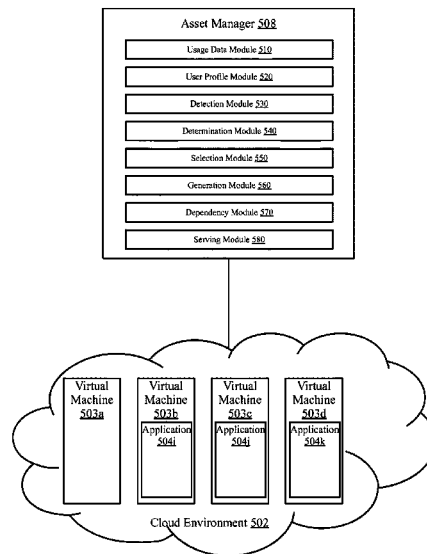 Asset Manager 508
Usage Data Module 510
User Profile Module 520
Detection Module 530
Determination Module 540
Selection Module 550
Generation Module 560
Dependency Module 570
Serving Module 580
Virtual
Machine
503a
Virtual
Machine
503b
Application
504i
Virtual
Machine
503c
Application
504j
Virtual
Machine
503d
Application
504k
Cloud Environment 502